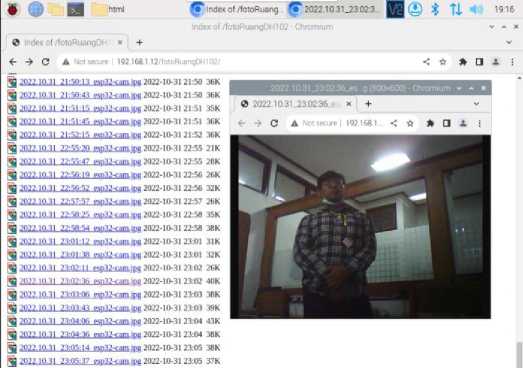 html
Index of /fotoRuang...
2022.10.31_23.02:3...
19:16
Index of /fotoRuangDH102/ - Chromium
Index of /fotoRuangDH1
Not secure | 192.168.1.12/fotoRuangDH102/
2022.10.31_21:50:13_esp32-cam.jpg 2022-10-31 21:50 36K
2022.10.31_21:50:43_esp32-cam.jpg 2022-10-31 21:50 36K
2022.10.31_21:51:15_esp32-cam.jpg 2022-10-31 21:51 35K
2022.10.31_21:51:45_esp32-cam.jpg 2022-10-31 21:51 36K
2022.10.31_21:52:15_esp32-cam.jpg 2022-10-31 21:52 36K
2022.10.31_22:55:20_esp32-cam.jpg 2022-10-31 22:55 21K
2022.10.31_22:55:47_esp32-cam.jpg 2022-10-31 22:55 28K
2022.10.31_22:56:19_esp32-cam.jpg 2022-10-31 22:56 26K
2022.10.31_22:56:52_esp32-cam.jpg 2022-10-31 22:56 32K
2022.10.31_22:57:57_esp32-cam.jpg 2022-10-31 22:57 26K
2022.10.31_22:58:25_esp32-cam.jpg 2022-10-31 22:58 35K
2022.10.31_22:58:54_esp32-cam.jpg 2022-10-31 22:58 38K
2022.10.31_23:01:12_esp32-cam.jpg 2022-10-31 23:01 31K
2022.10.31_23:01:38_esp32-cam.jpg 2022-10-31 23:01 32K
2022.10.31_23:02:11_esp32-cam.jpg 2022-10-31 23:02 26K
2022.10.31_23:02:36_esp32-cam.jpg 2022-10-31 23:02 40K
2022.10.31_23:03:06_esp32-cam.jpg 2022-10-31 23:03 38K
2022.10.31_23:03:43_esp32-cam.jpg 2022-10-31 23:03 39K
2022.10.31_23:04:06_esp32-cam.jpg 2022-10-31 23:04 43K
2022.10.31_23:04:36_esp32-cam.jpg 2022-10-31 23:04 38K
2022.10.31_23:05:14_esp32-cam.jpg 2022-10-31 23:05 38K
2022.10.31_23:05:37_esp32-cam.jpg 2022-10-31 23:05 37K
2022.10.31_23:02:36_es g (800×600) - Chromium
2022.10.31_23:02:36_es
Not secure | 192.168.1...